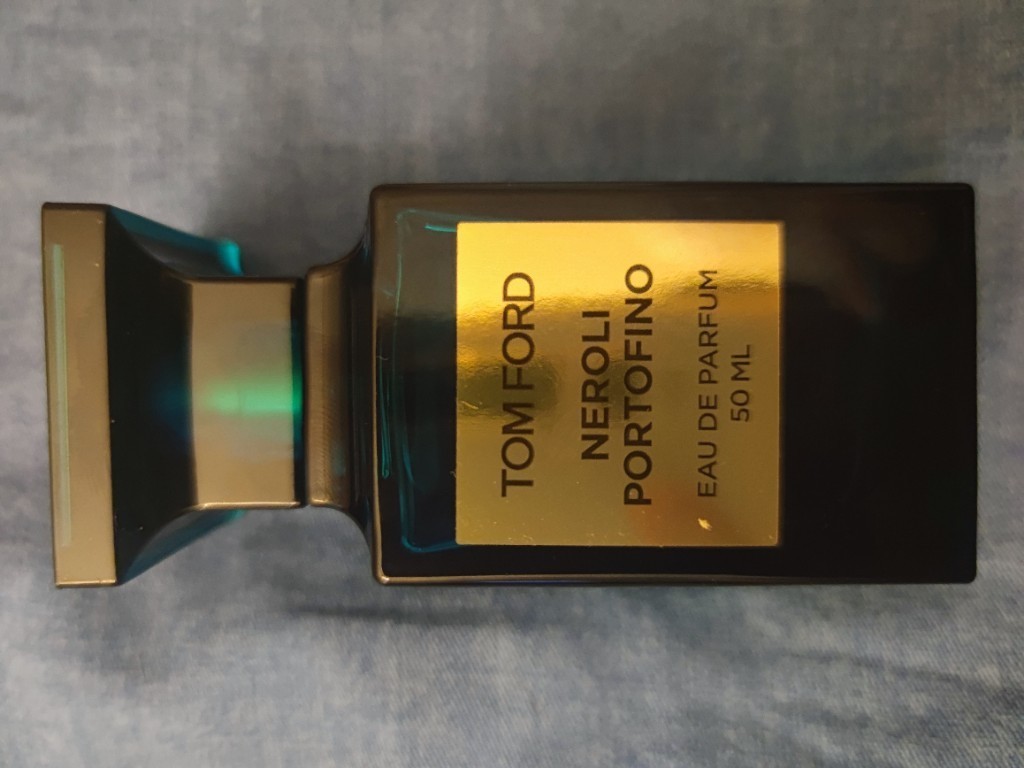 TOM FORD
NEROLI
PORTOFINO
EAU DE PARFUM
50 ML